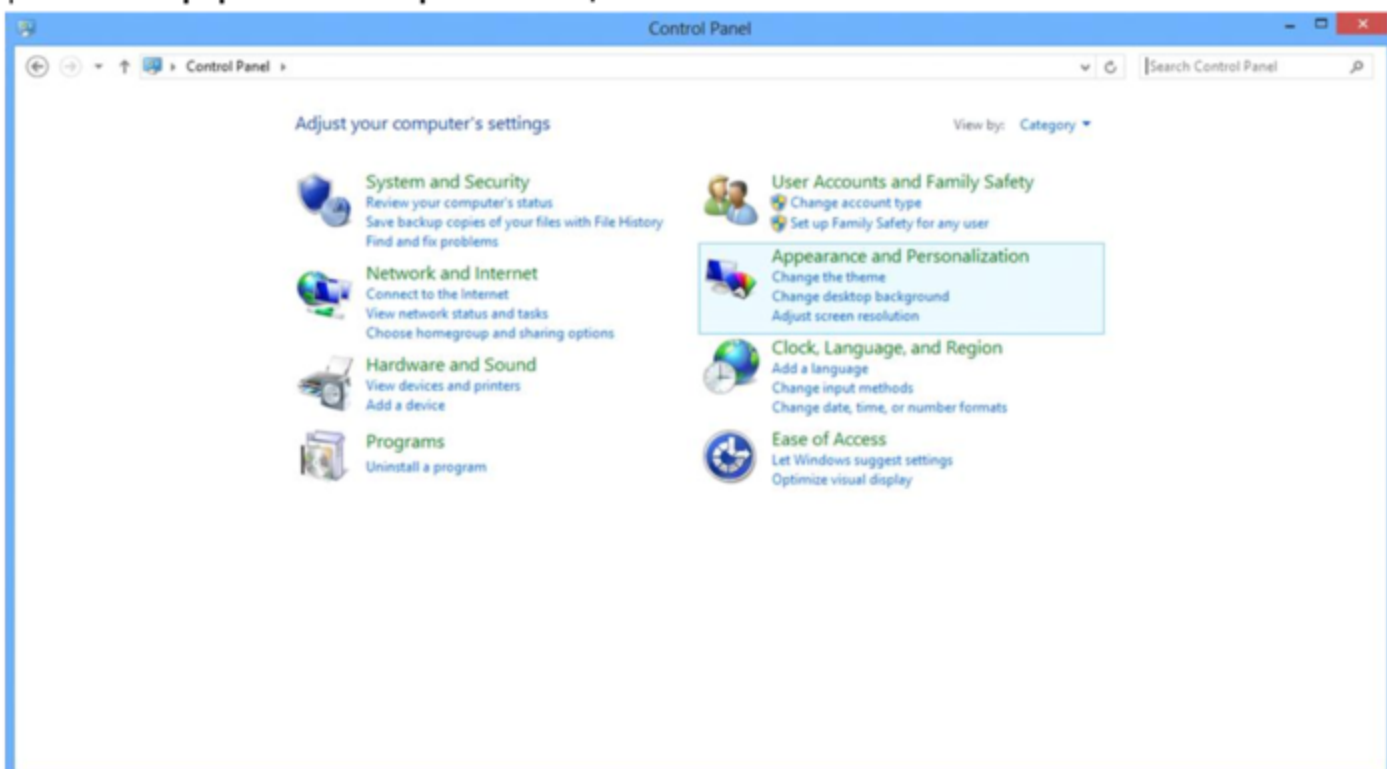 Control Panel
Control Panel
Search Control Panel
Adjust your computer's settings
View by: Category
System and Security
Review your computer's status
Save backup copies of your files with File History
Find and fix problems
Network and Internet
Connect to the Internet
View network status and tasks
Choose homegroup and sharing options
Hardware and Sound
View devices and printers
Add a device
Programs
Uninstall a program
User Accounts and Family Safety
Change account type
Set up Family Safety for any user
Appearance and Personalization
Change the theme
Change desktop background
Adjust screen resolution
Clock, Language, and Region
Add a language
Change input methods
Change date, time, or number formats
Ease of Access
Let Windows suggest settings
Optimize visual display